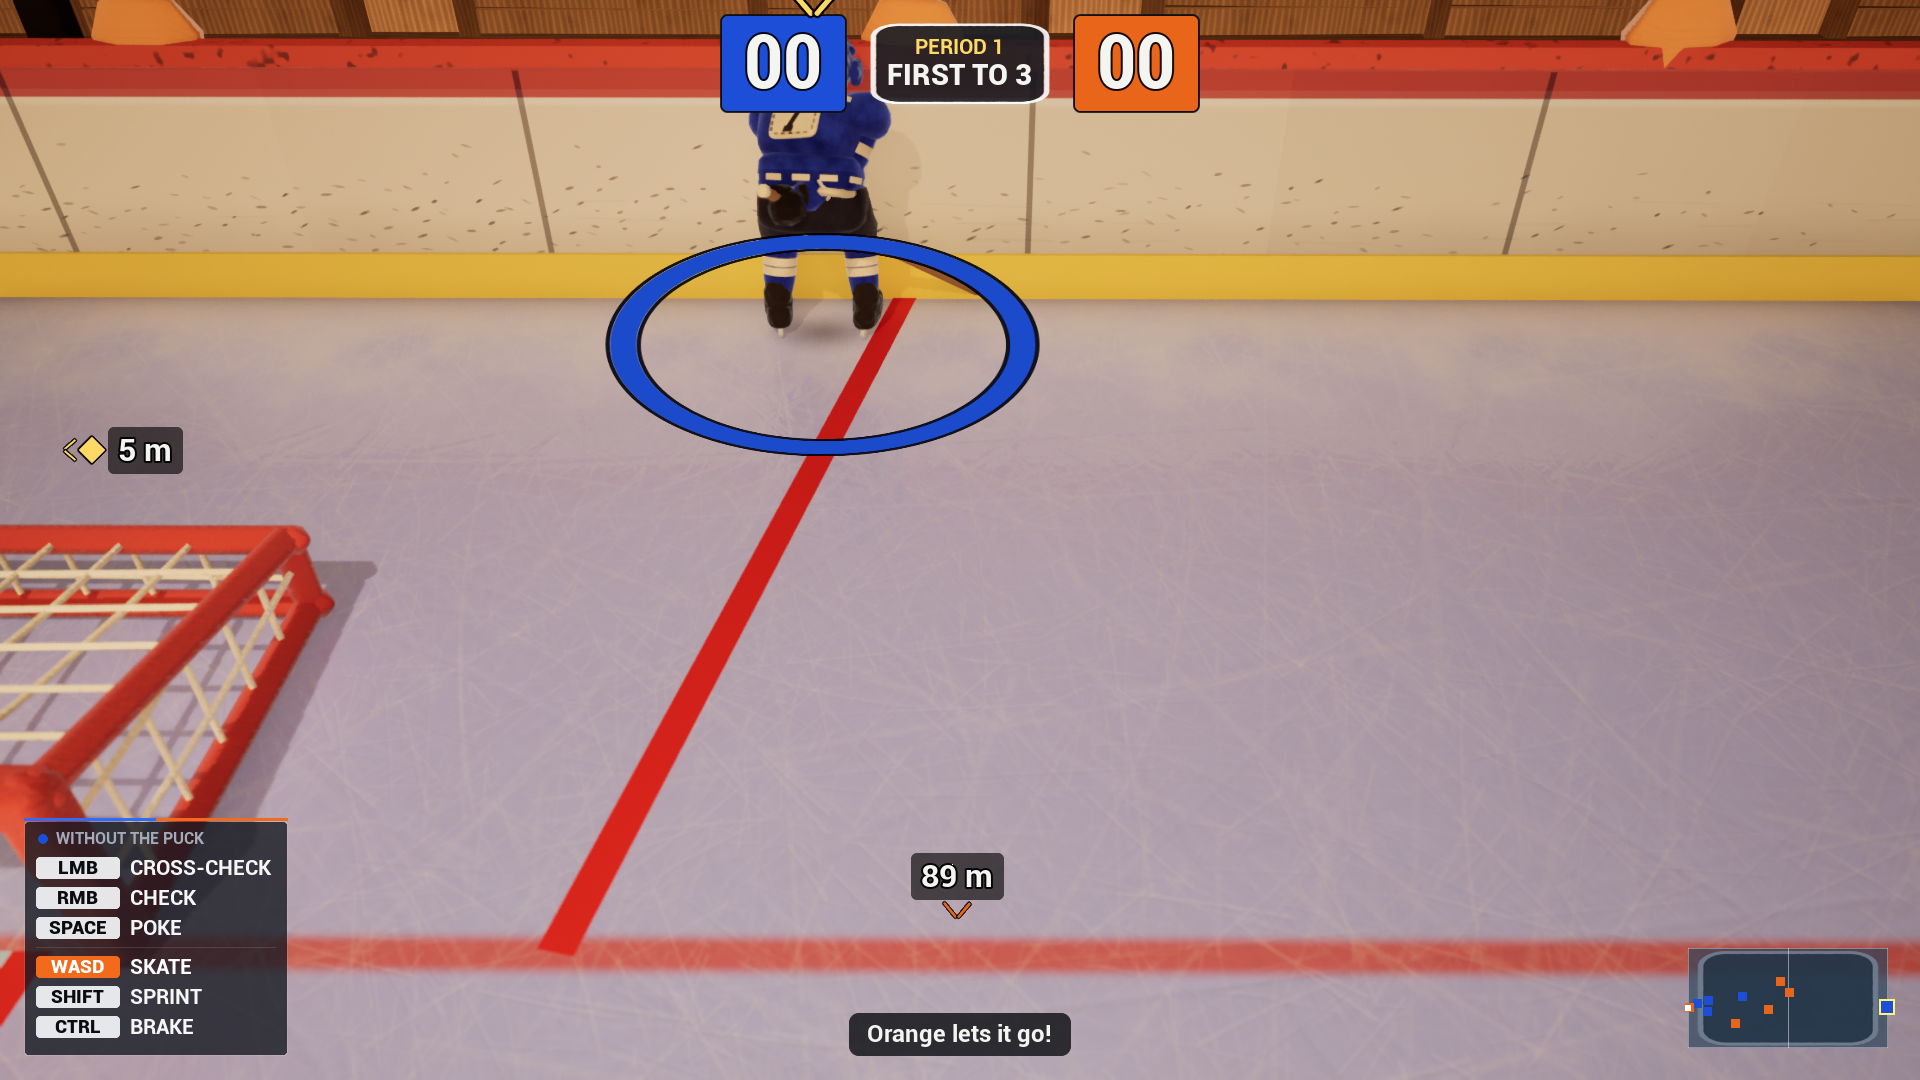 00
PERIOD 1
FIRST TO 3
00
7
5 m
89 m
WITHOUT THE PUCK
LMB CROSS-CHECK
RMB CHECK
SPACE POKE
WASD SKATE
SHIFT SPRINT
CTRL BRAKE
Orange lets it go!